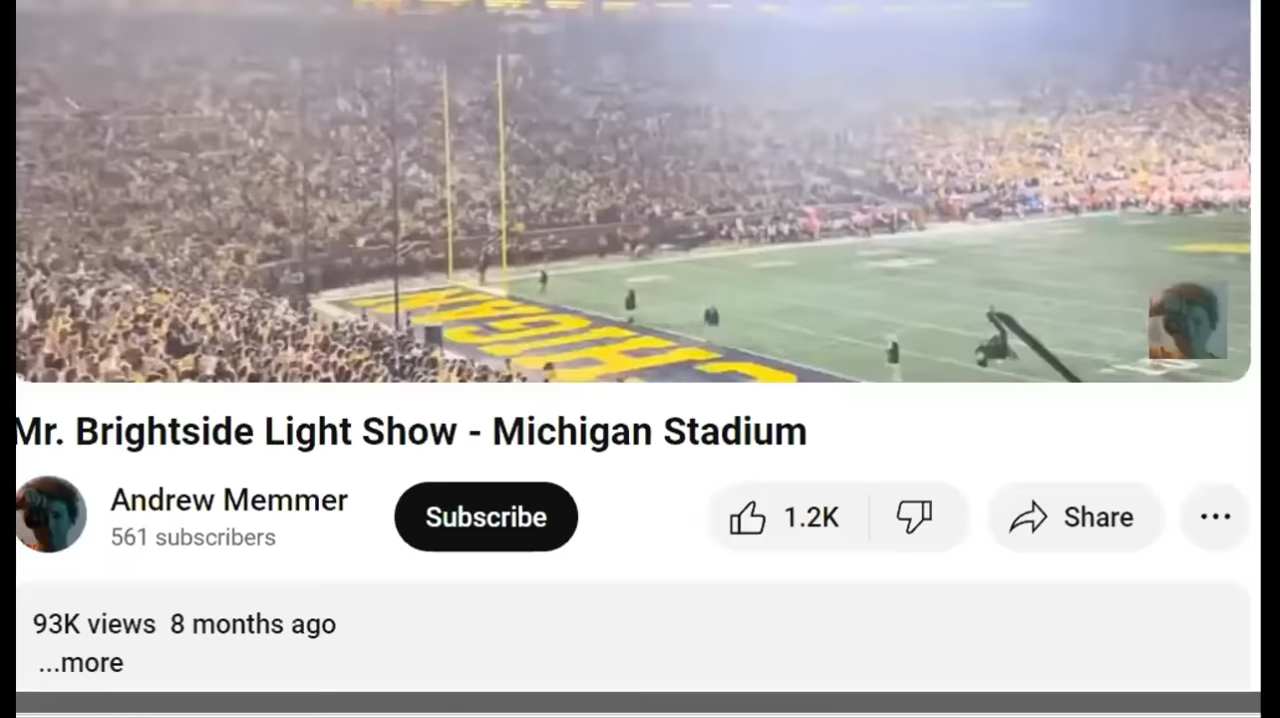 HIGAN
Mr. Brightside Light Show - Michigan Stadium
Andrew Memmer
561 subscribers
Subscribe
1.2K
Share
93K views 8 months ago
...more